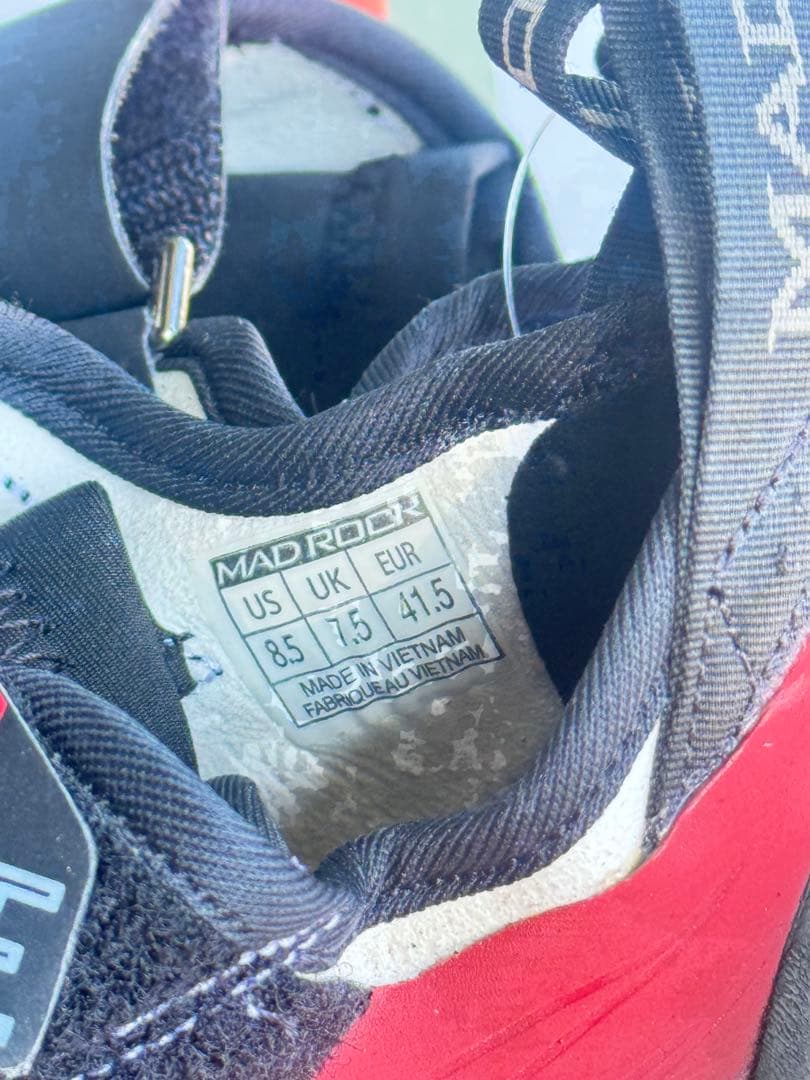 MAD ROCK
US UK EUR
8.5 7.5 41.5
MADE IN VIETNAM
FABRIQUE AU VIETNAM